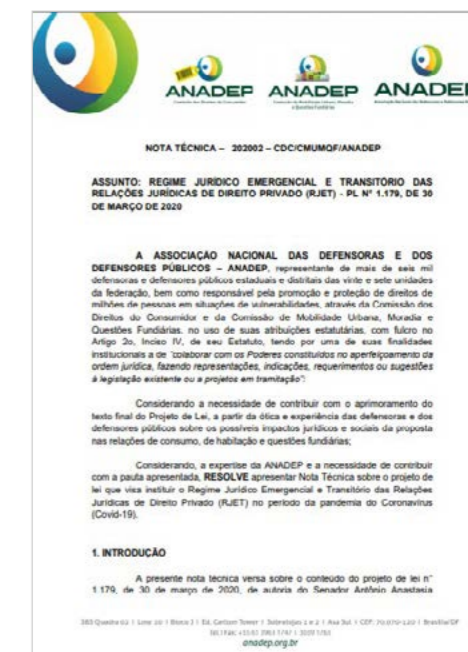 ANADEP ANADEP ANADEP
NOTA TÉCNICA – 202002 – CDC/CMUMQF/ANADEP
ASSUNTO: REGIME JURÍDICO EMERGENCIAL E TRANSITÓRIO DAS
RELAÇÕES JURÍDICAS DE DIREITO PRIVADO (RJET) - PL Nº 1.179, DE 30
DE MARÇO DE 2020
A ASSOCIAÇÃO NACIONAL DAS DEFENSORAS E DOS
DEFENSORES PÚBLICOS – ANADEP, representante de mais de seis mil
defensoras e defensores públicos estaduais e distritais das vinte e sete unidades
da federação, bem como responsável pela promoção e proteção de direitos de
milhões de pessoas em situações de vulnerabilidades, através da Comissão dos
Direitos do Consumidor e da Comissão de Mobilidade Urbana, Moradia e
Questões Fundiárias, no uso de suas atribuições estatutárias, com fulcro no
Artigo 2o, Inciso IV, de seu Estatuto, tendo por uma de suas finalidades
institucionais a de "colaborar com os Poderes constituídos no aperfeiçoamento da
ordem jurídica, fazendo representações, indicações, requerimentos ou sugestões
à legislação existente ou a projetos em tramitação":
Considerando a necessidade de contribuir com o aprimoramento do
texto final do Projeto de Lei, a partir da ótica e experiência das defensoras e dos
defensores públicos sobre os possíveis impactos jurídicos e sociais da proposta
nas relações de consumo, de habitação e questões fundiárias;
Considerando, a expertise da ANADEP e a necessidade de contribuir
com a pauta apresentada, RESOLVE apresentar Nota Técnica sobre o projeto de
lei que visa instituir o Regime Jurídico Emergencial e Transitório das Relações
Jurídicas de Direito Privado (RJET) no período da pandemia do Coronavírus
(Covid-19).
1. INTRODUÇÃO
A presente nota técnica versa sobre o conteúdo do projeto de lei n°
1.179, de 30 de março de 2020, de autoria do Senador Antônio Anastasia
anadep.org.br